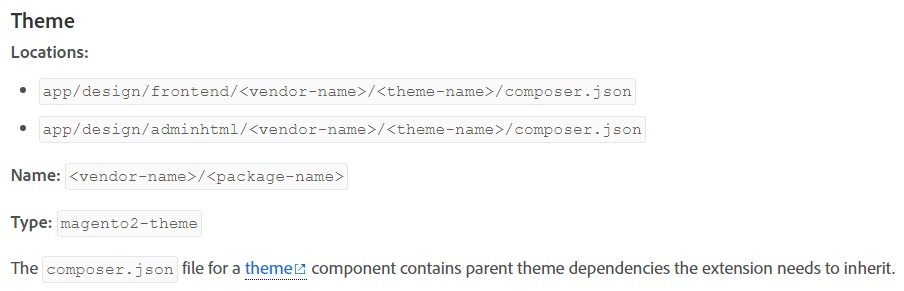 Theme
Locations:
app/design/frontend/<vendor-name>/<theme-name>/composer.json
app/design/adminhtml/<vendor-name>/<theme-name>/composer.json
Name: <vendor-name>/<package-name>
Type: magento2-theme
The composer.json file for a theme component contains parent theme dependencies the extension needs to inherit.